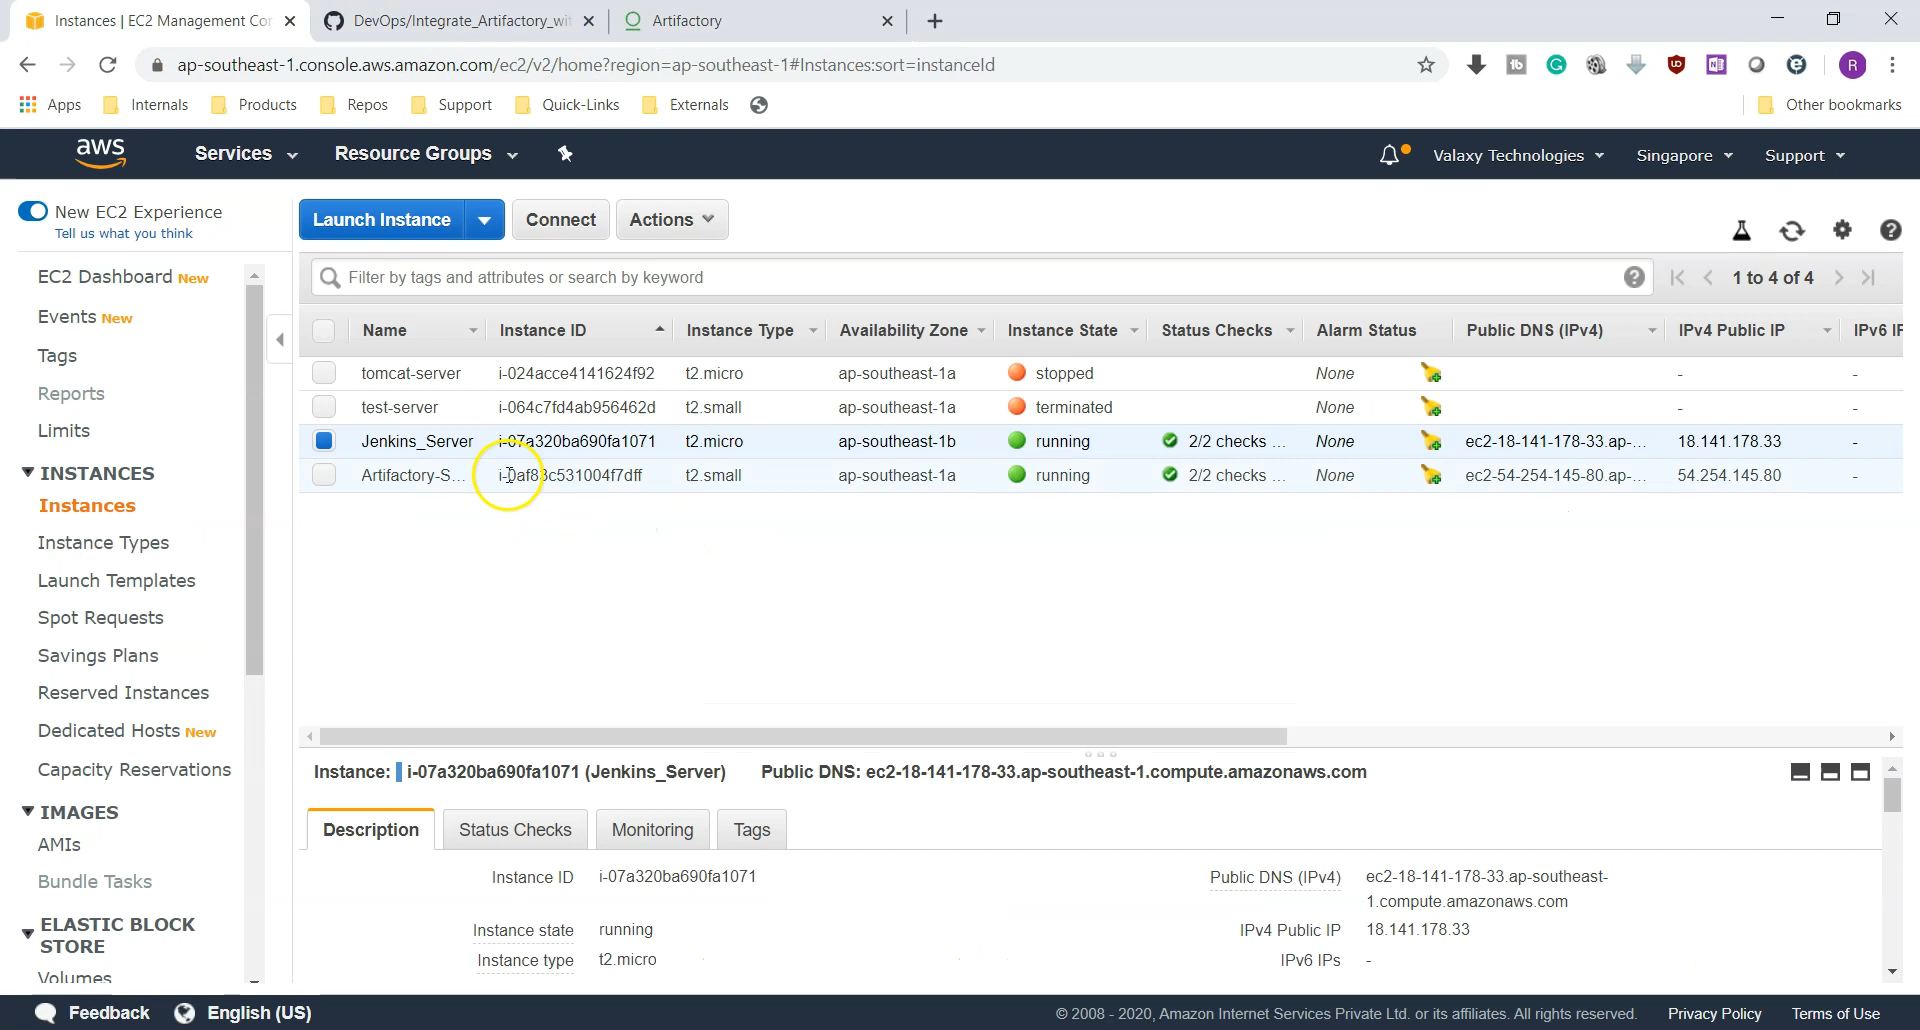 Instances | EC2 Management Con
DevOps/Integrate_Artifactory_wit
Artifactory
ap-southeast-1.console.aws.amazon.com/ec2/v2/home?region=ap-southeast-1#Instances:sort=instanceId
R
Apps
Internals
Products
Repos
Support
Quick-Links
Externals
Other bookmarks
aws
Services
Resource Groups
Valaxy Technologies
Singapore
Support
New EC2 Experience
Tell us what you think
EC2 Dashboard New
Events New
Tags
Reports
Limits
INSTANCES
Instances
Instance Types
Launch Templates
Spot Requests
Savings Plans
Reserved Instances
Dedicated Hosts New
Capacity Reservations
IMAGES
AMIs
Bundle Tasks
ELASTIC BLOCK
STORE
Volumes
Launch Instance
Connect
Actions
Filter by tags and attributes or search by keyword
1 to 4 of 4
Name Instance ID Instance Type Availability Zone Instance State Status Checks Alarm Status Public DNS (IPv4) IPv4 Public IP IPv6 IP
tomcat-server i-024acce4141624f92 t2.micro ap-southeast-1a stopped None - -
test-server i-064c7fd4ab956462d t2.small ap-southeast-1a terminated None - -
Jenkins_Server i-07a320ba690fa1071 t2.micro ap-southeast-1b running 2/2 checks ... None ec2-18-141-178-33.ap-... 18.141.178.33 -
Artifactory-S... i-0af83c531004f7dff t2.small ap-southeast-1a running 2/2 checks ... None ec2-54-254-145-80.ap-... 54.254.145.80 -
Instance: i-07a320ba690fa1071 (Jenkins_Server) Public DNS: ec2-18-141-178-33.ap-southeast-1.compute.amazonaws.com
Description
Status Checks
Monitoring
Tags
Instance ID i-07a320ba690fa1071
Public DNS (IPv4) ec2-18-141-178-33.ap-southeast-
1.compute.amazonaws.com
Instance state running
IPv4 Public IP 18.141.178.33
Instance type t2.micro
IPv6 IPs -
Feedback
English (US)
© 2008 - 2020, Amazon Internet Services Private Ltd. or its affiliates. All rights reserved.
Privacy Policy
Terms of Use